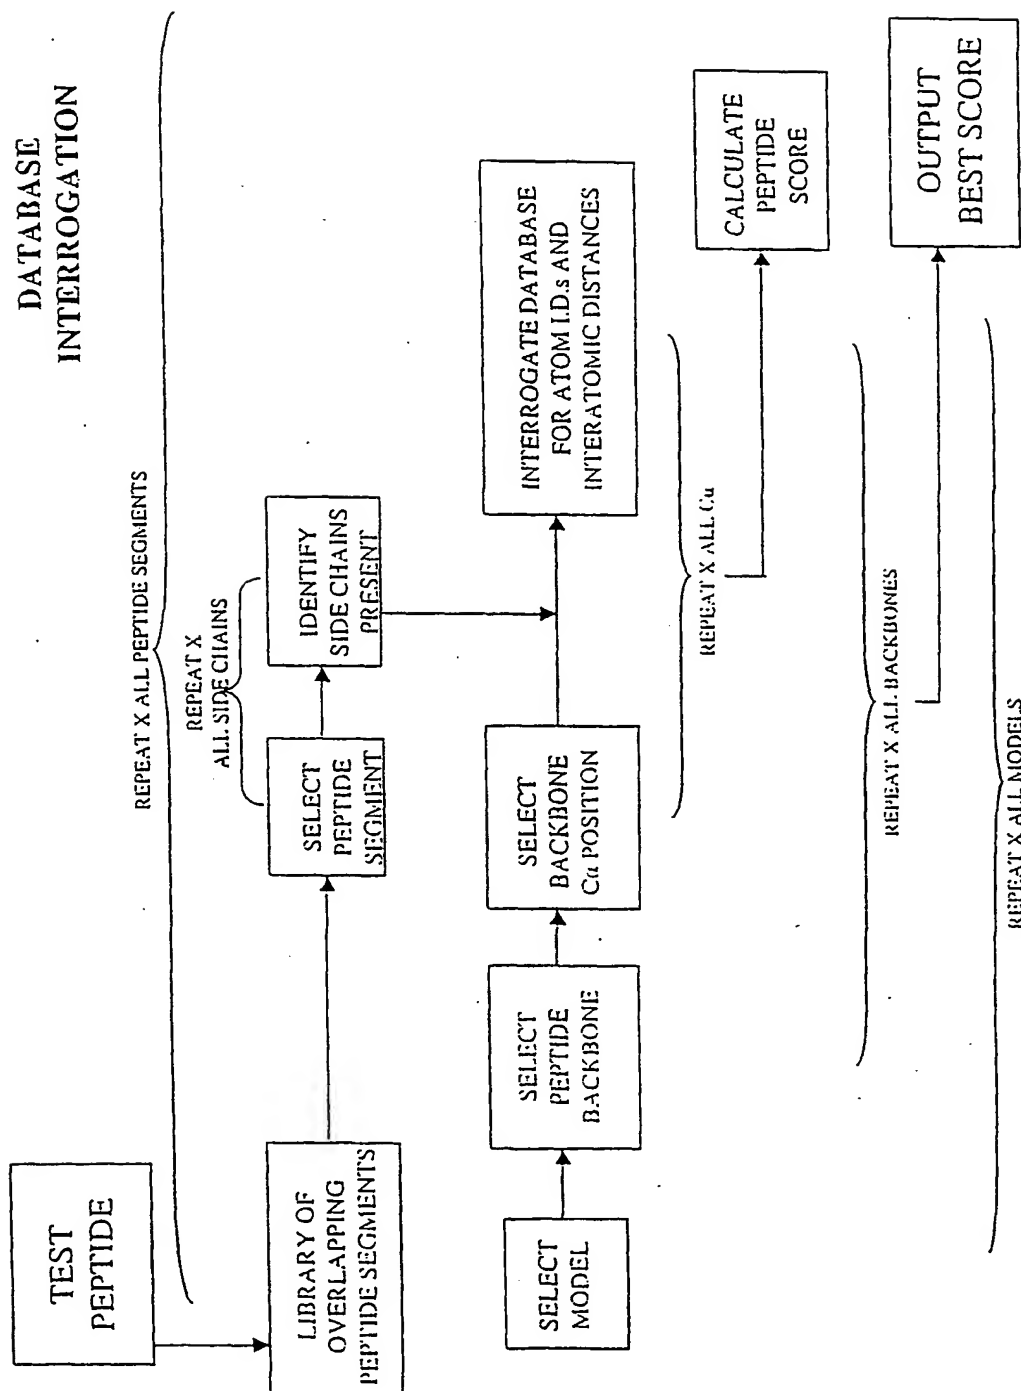 DATABASE
INTERROGATION
TEST
PEPTIDE
REPEAT X ALL PEPTIDE SEGMENTS
REPEAT X
ALL SIDE CHAINS
LIBRARY OF
OVERLAPPING
PEPTIDE SEGMENTS
SELECT
PEPTIDE
SEGMENT
IDENTIFY
SIDE CHAINS
PRESENT
SELECT
MODEL
SELECT
PEPTIDE
BACKBONE
SELECT
BACKBONE
Cα POSITION
INTERROGATE DATABASE
FOR ATOM I.D.s AND
INTERATOMIC DISTANCES
REPEAT X ALL Cα
CALCULATE
PEPTIDE
SCORE
REPEAT X ALL BACKBONES
OUTPUT
BEST SCORE
REPEAT X ALL MODELS